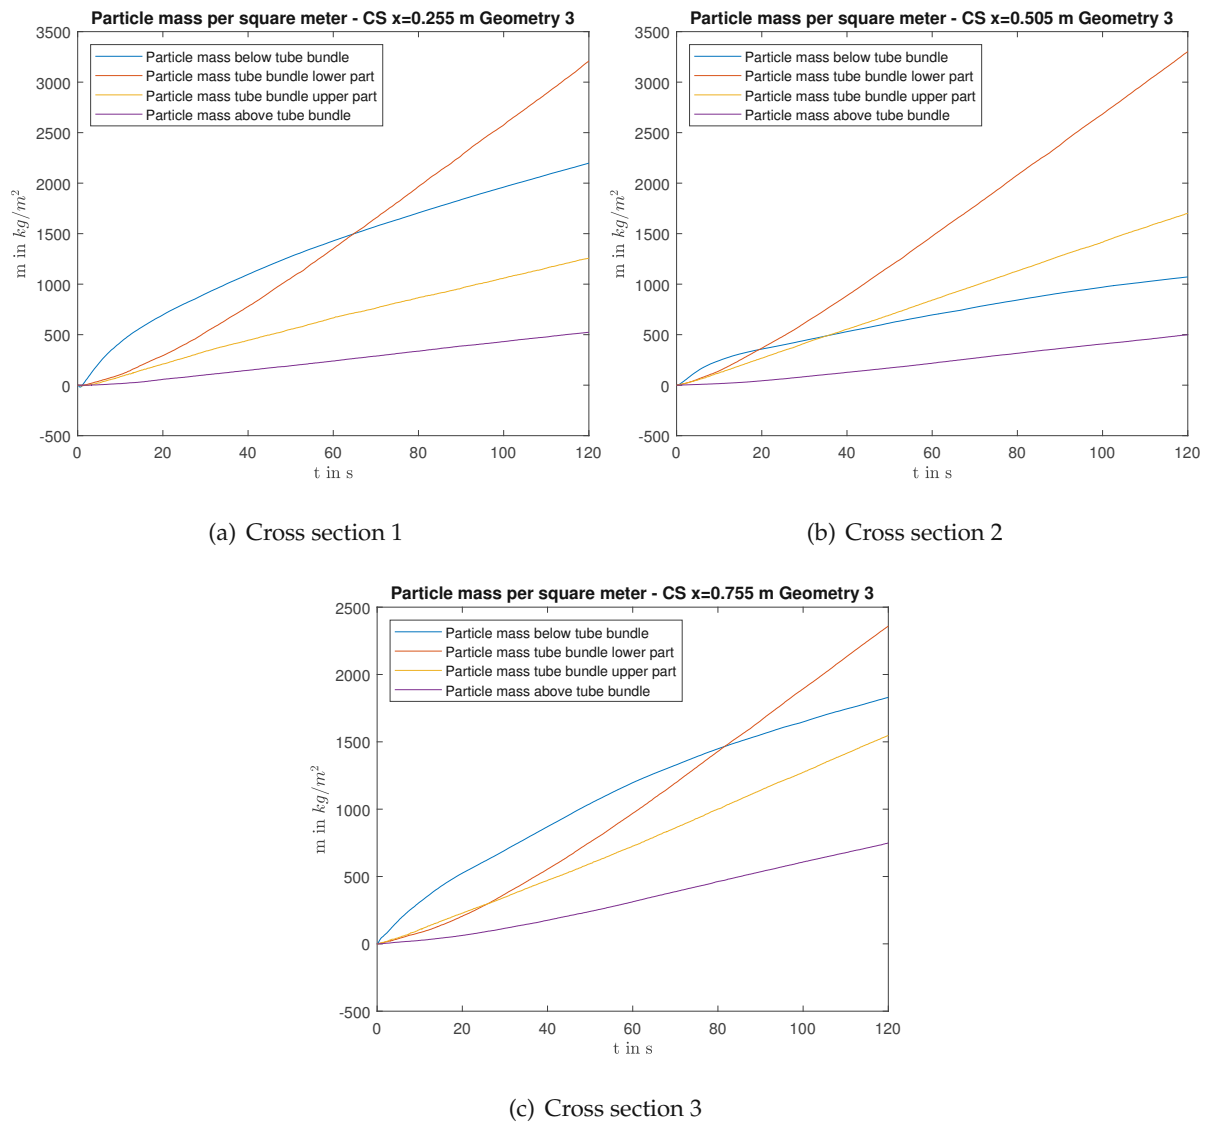 Particle mass per square meter - CS x=0.255 m Geometry 3
3500
3000
2500
2000
1500
1000
500
0
-500
m in kg/m²
Particle mass below tube bundle
Particle mass tube bundle lower part
Particle mass tube bundle upper part
Particle mass above tube bundle
0 20 40 60 80 100 120
t in s
(a) Cross section 1
Particle mass per square meter - CS x=0.505 m Geometry 3
3500
3000
2500
2000
1500
1000
500
0
-500
m in kg/m²
Particle mass below tube bundle
Particle mass tube bundle lower part
Particle mass tube bundle upper part
Particle mass above tube bundle
0 20 40 60 80 100 120
t in s
(b) Cross section 2
Particle mass per square meter - CS x=0.755 m Geometry 3
2500
2000
1500
1000
500
0
-500
m in kg/m²
Particle mass below tube bundle
Particle mass tube bundle lower part
Particle mass tube bundle upper part
Particle mass above tube bundle
0 20 40 60 80 100 120
t in s
(c) Cross section 3